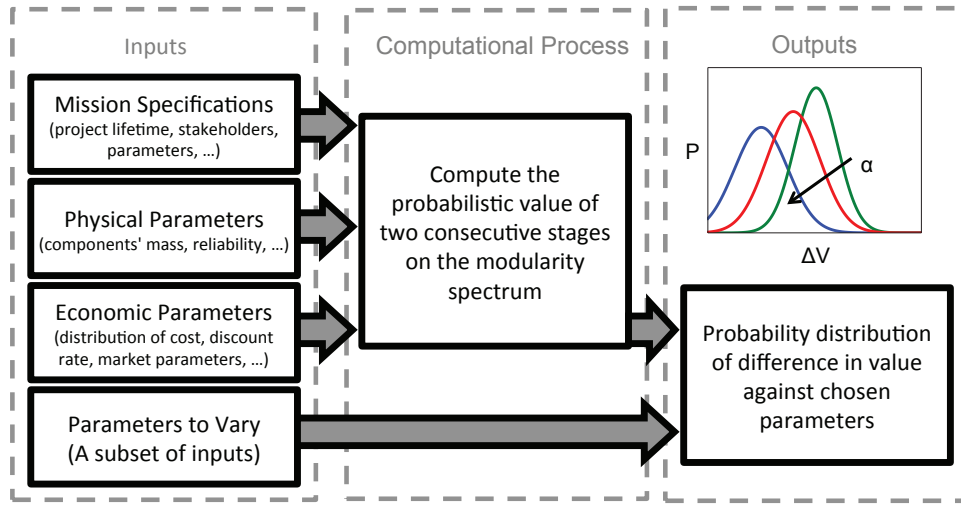 Inputs
Mission Specifications
(project lifetime, stakeholders,
parameters, ...)
Physical Parameters
(components' mass, reliability, ...)
Economic Parameters
(distribution of cost, discount
rate, market parameters, ...)
Parameters to Vary
(A subset of inputs)
Computational Process
Compute the
probabilistic value of
two consecutive stages
on the modularity
spectrum
Outputs
P
α
ΔV
Probability distribution
of difference in value
against chosen
parameters